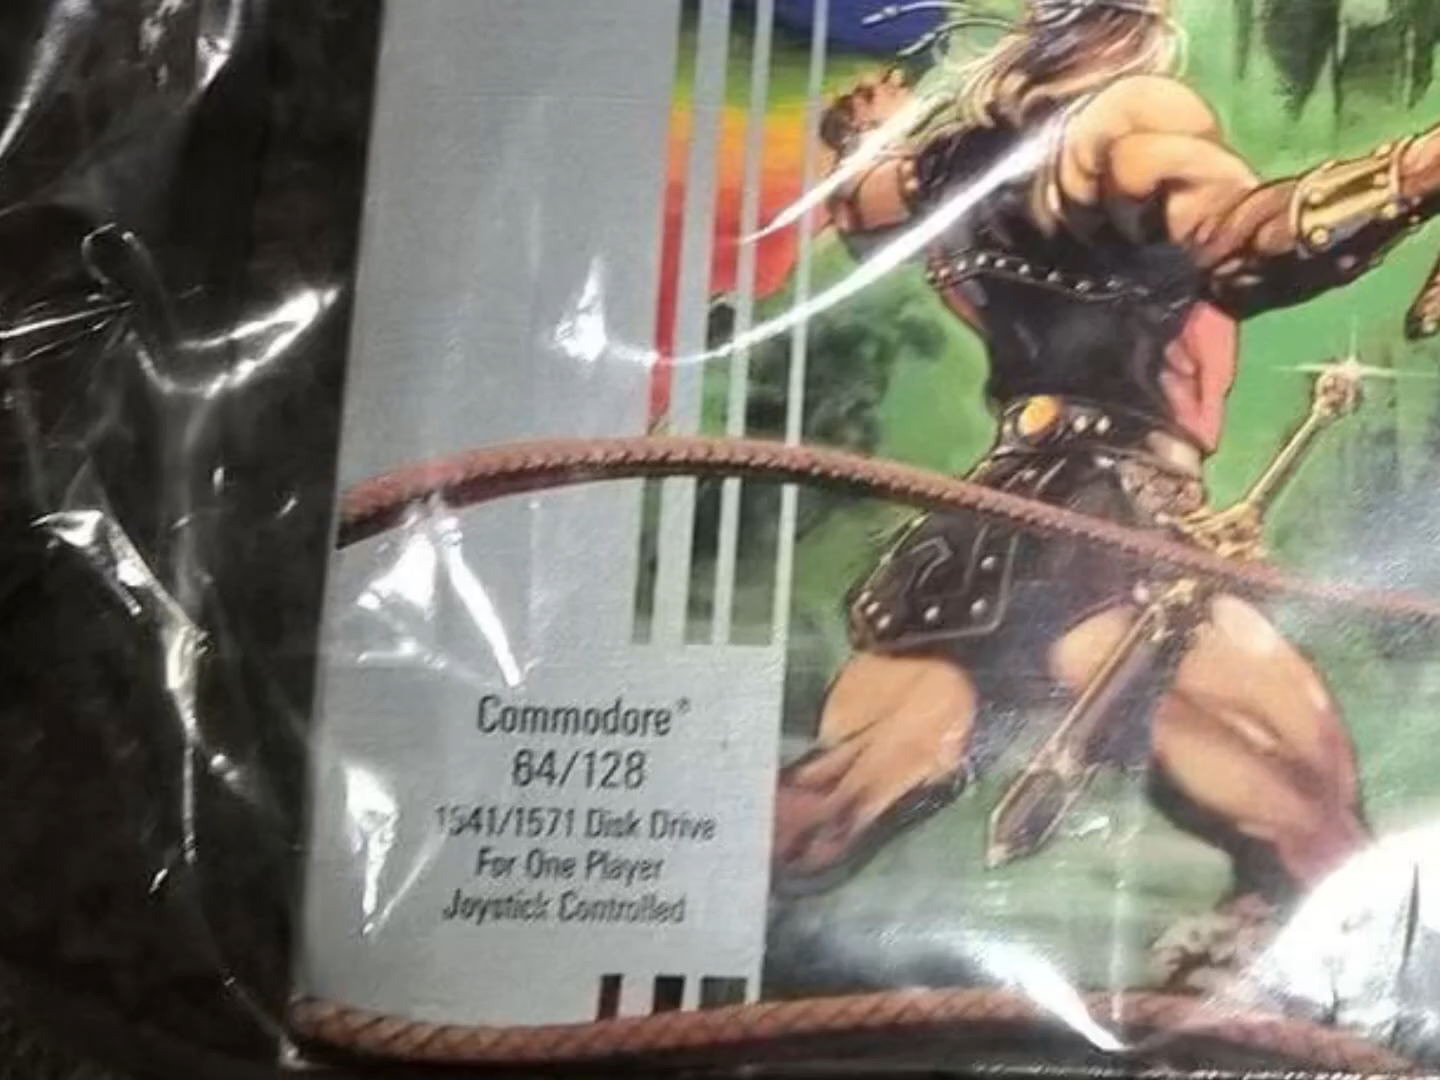 Commodore®
64/128
1541/1571 Disk Drive
For One Player
Joystick Controlled